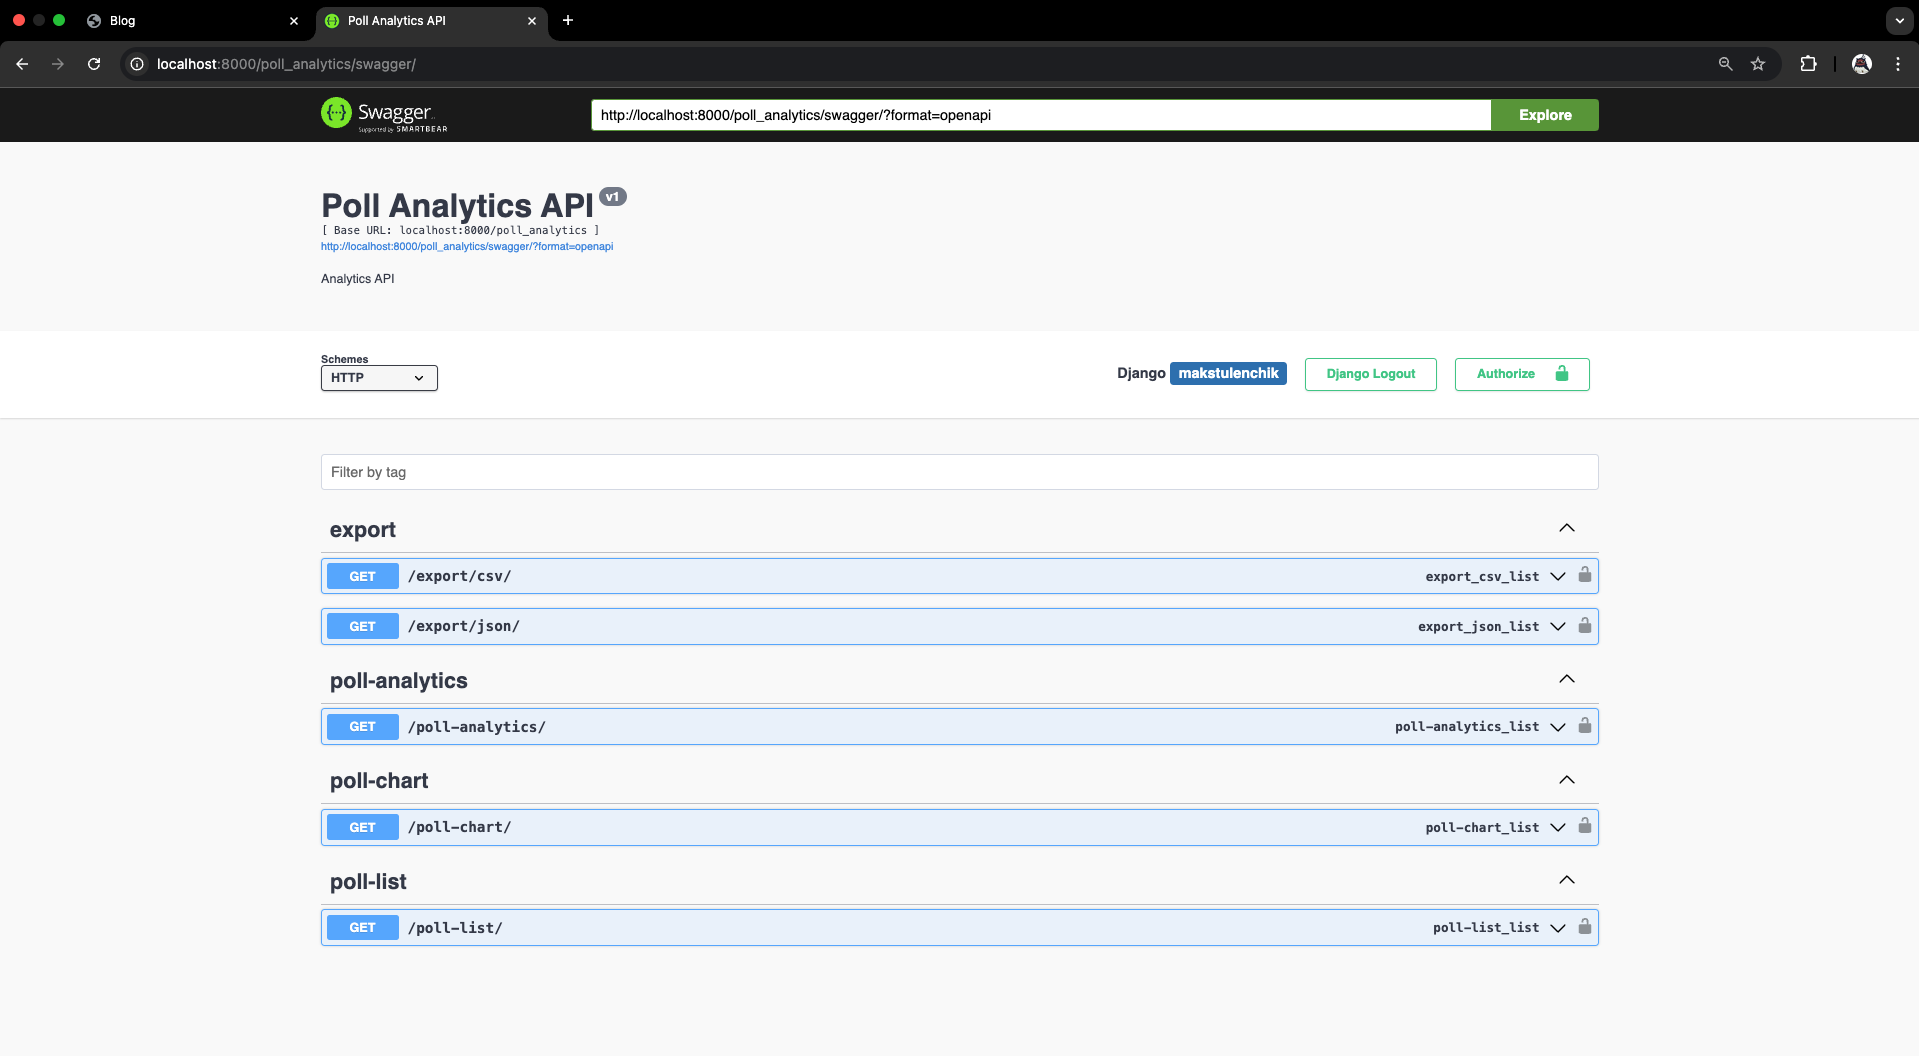 Blog
Poll Analytics API
localhost:8000/poll_analytics/swagger/
Swagger
Supported by SMARTBEAR
http://localhost:8000/poll_analytics/swagger/?format=openapi
Explore
Poll Analytics API v1
[ Base URL: localhost:8000/poll_analytics ]
http://localhost:8000/poll_analytics/swagger/?format=openapi
Analytics API
Schemes
HTTP
Django makstulenchik
Django Logout
Authorize
Filter by tag
export
GET /export/csv/ export_csv_list
GET /export/json/ export_json_list
poll-analytics
GET /poll-analytics/ poll-analytics_list
poll-chart
GET /poll-chart/ poll-chart_list
poll-list
GET /poll-list/ poll-list_list